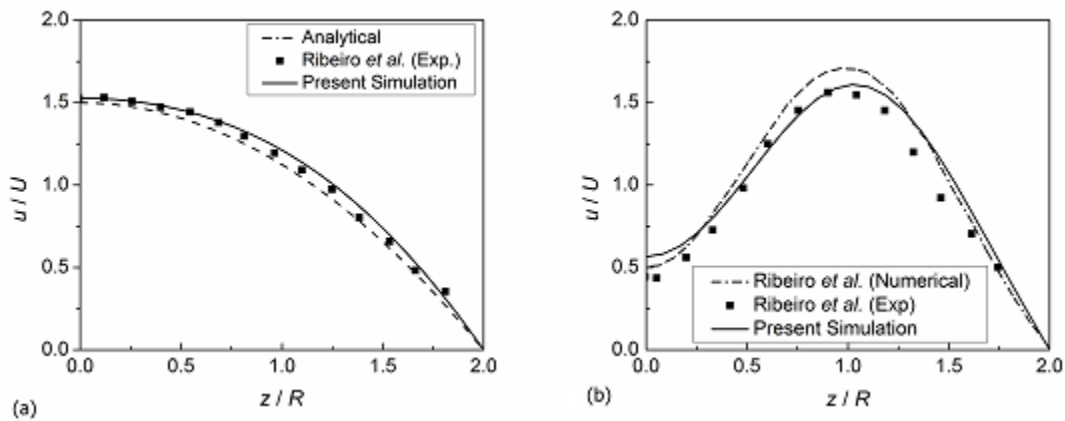 2.0
1.5
1.0
0.5
0.0
u / U
Analytical
Ribeiro et al. (Exp.)
Present Simulation
0.0 0.5 1.0 1.5 2.0
z / R
(a)
2.0
1.5
1.0
0.5
0.0
u / U
Ribeiro et al. (Numerical)
Ribeiro et al. (Exp)
Present Simulation
0.0 0.5 1.0 1.5 2.0
z / R
(b)